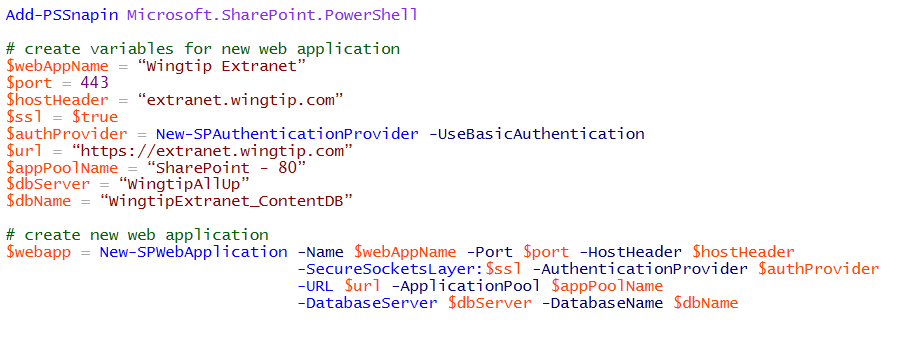 Add-PSSnapin Microsoft.SharePoint.PowerShell
# create variables for new web application
$webAppName = “Wingtip Extranet”
$port = 443
$hostHeader = “extranet.wingtip.com”
$ssl = $true
$authProvider = New-SPAuthenticationProvider -UseBasicAuthentication
$url = “https://extranet.wingtip.com”
$appPoolName = “SharePoint - 80”
$dbServer = “WingtipAllUp”
$dbName = “WingtipExtranet_ContentDB”
# create new web application
$webapp = New-SPWebApplication -Name $webAppName -Port $port -HostHeader $hostHeader
-SecureSocketsLayer:$ssl -AuthenticationProvider $authProvider
-URL $url -ApplicationPool $appPoolName
-DatabaseServer $dbServer -DatabaseName $dbName